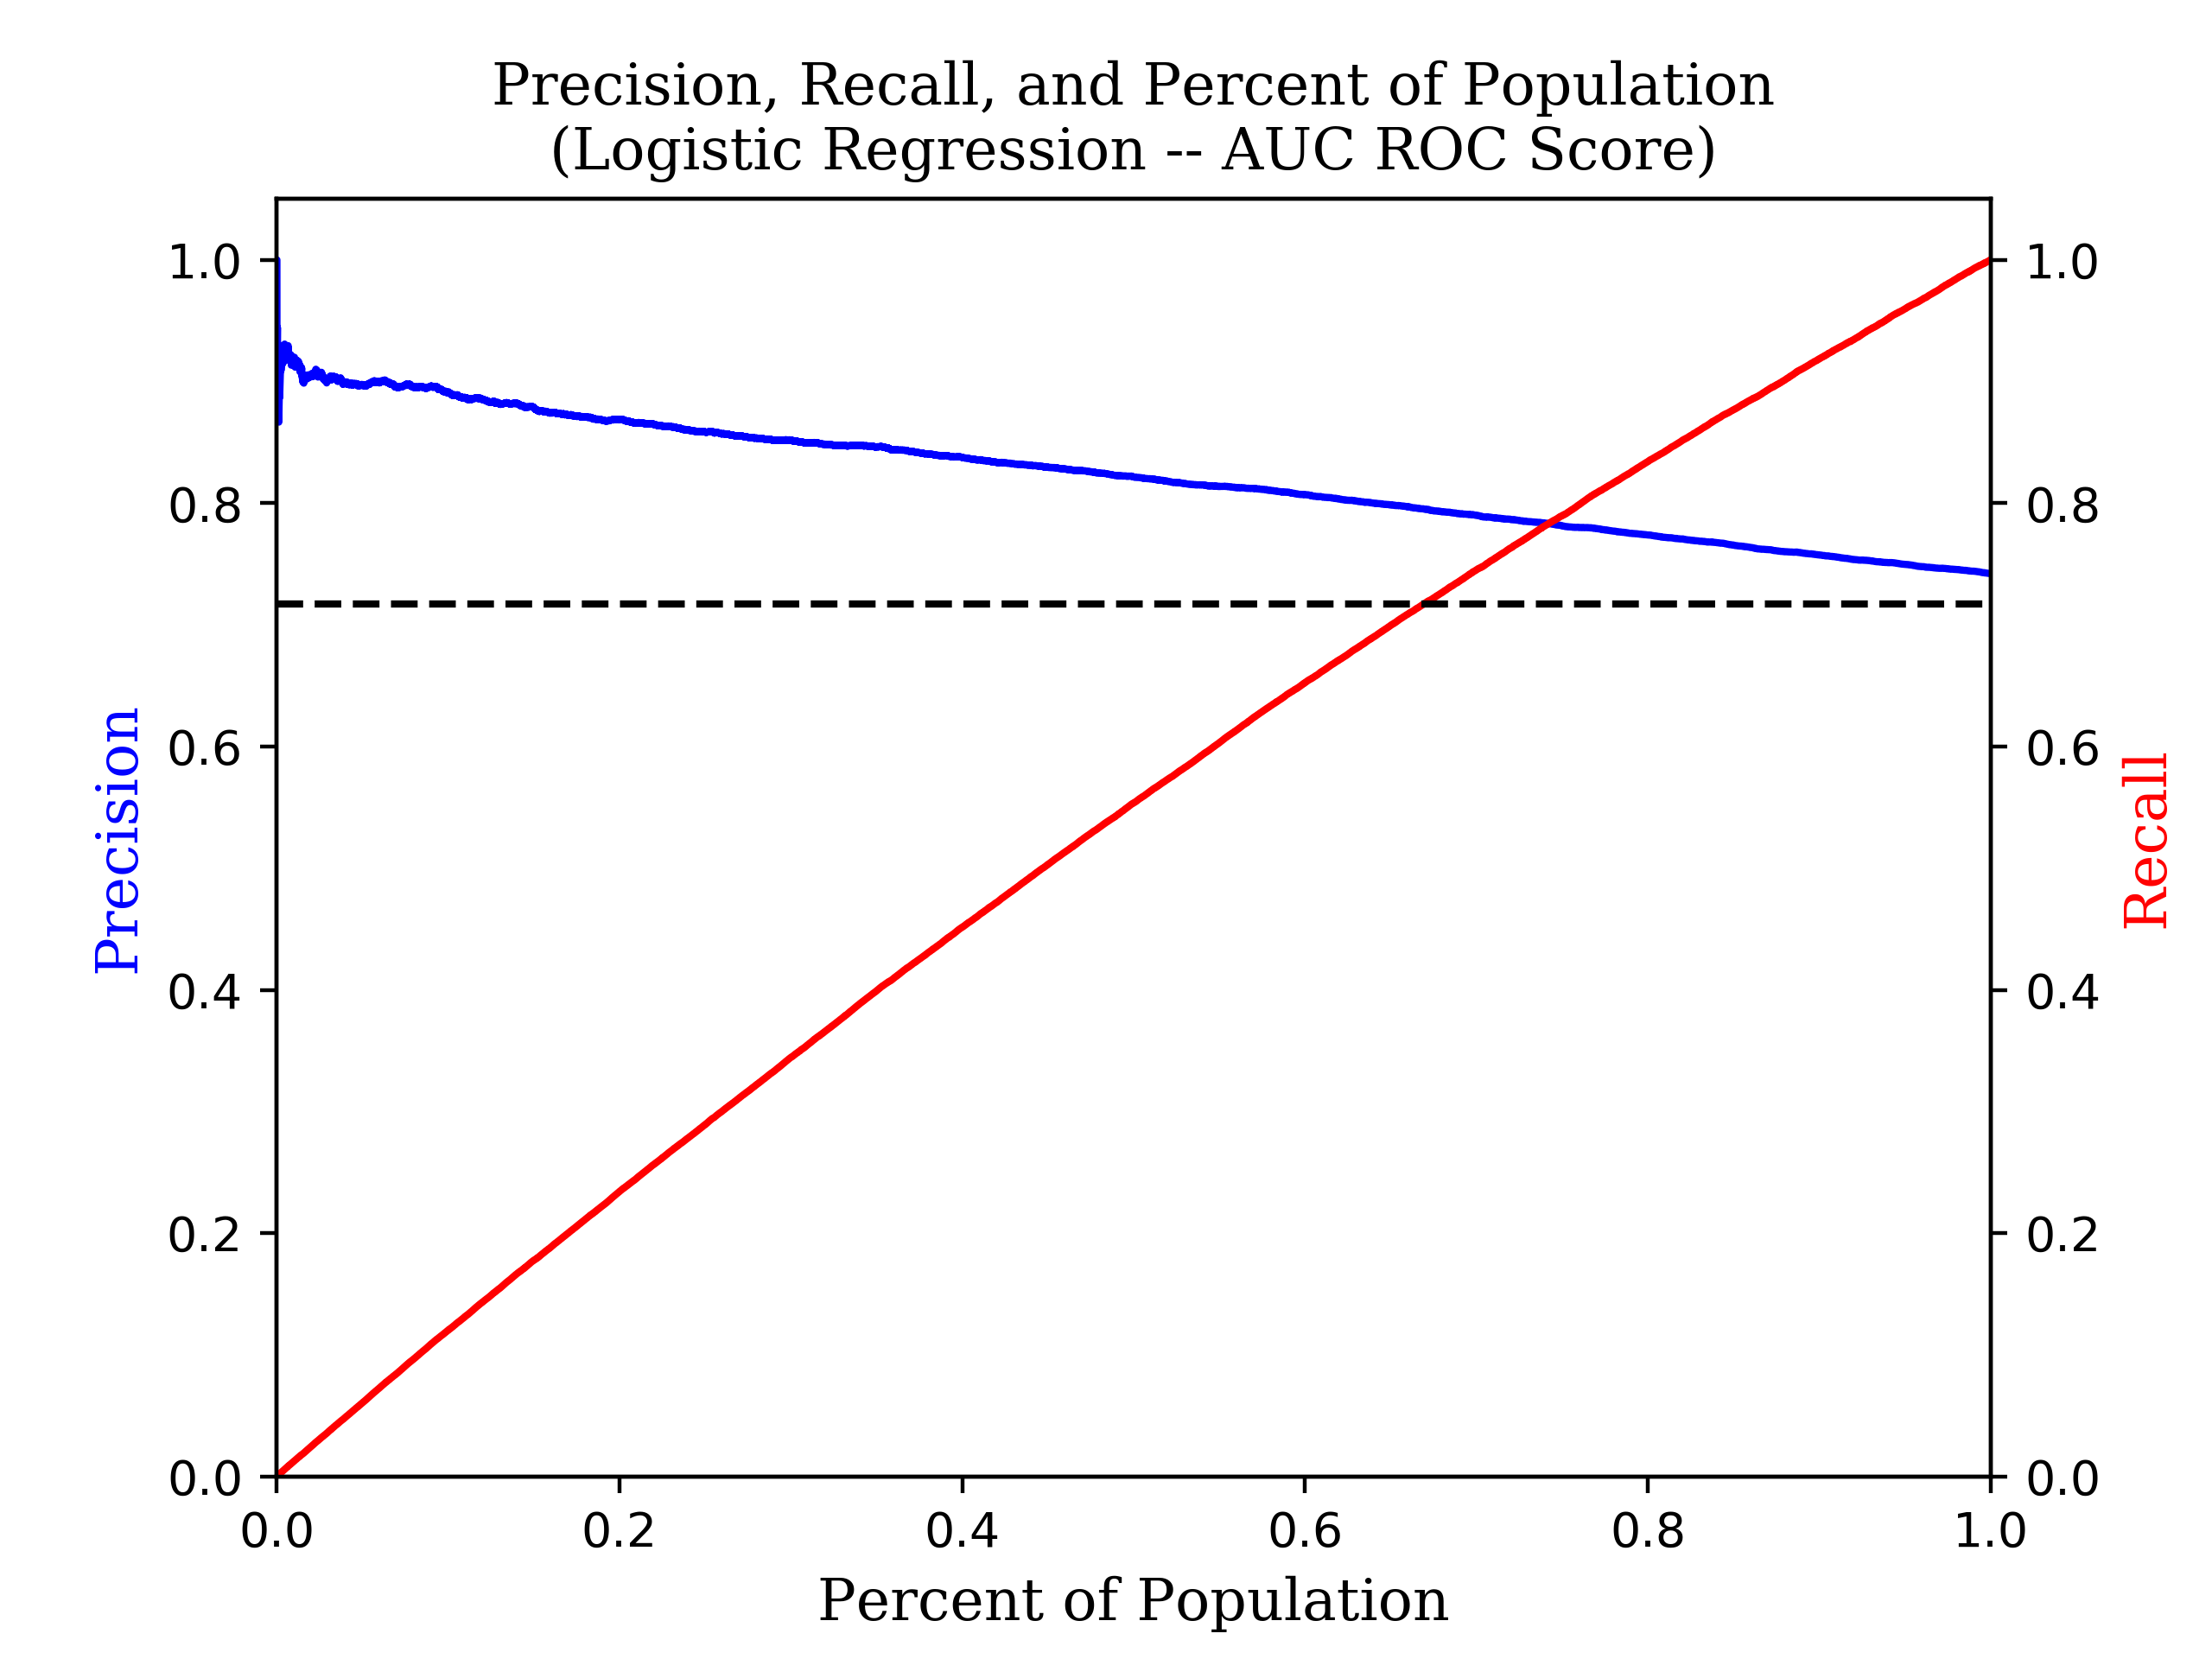 Precision, Recall, and Percent of Population
(Logistic Regression -- AUC ROC Score)
1.0
0.8
0.6
0.4
0.2
0.0
Precision
1.0
0.8
0.6
0.4
0.2
0.0
Recall
0.0 0.2 0.4 0.6 0.8 1.0
Percent of Population